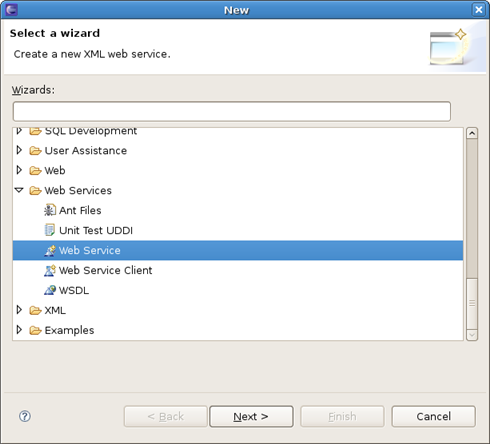 New
Select a wizard
Create a new XML web service.
Wizards:
SQL Development
User Assistance
Web
Web Services
Ant Files
Unit Test UDDI
Web Service
Web Service Client
WSDL
XML
Examples
? < Back Next > Finish Cancel